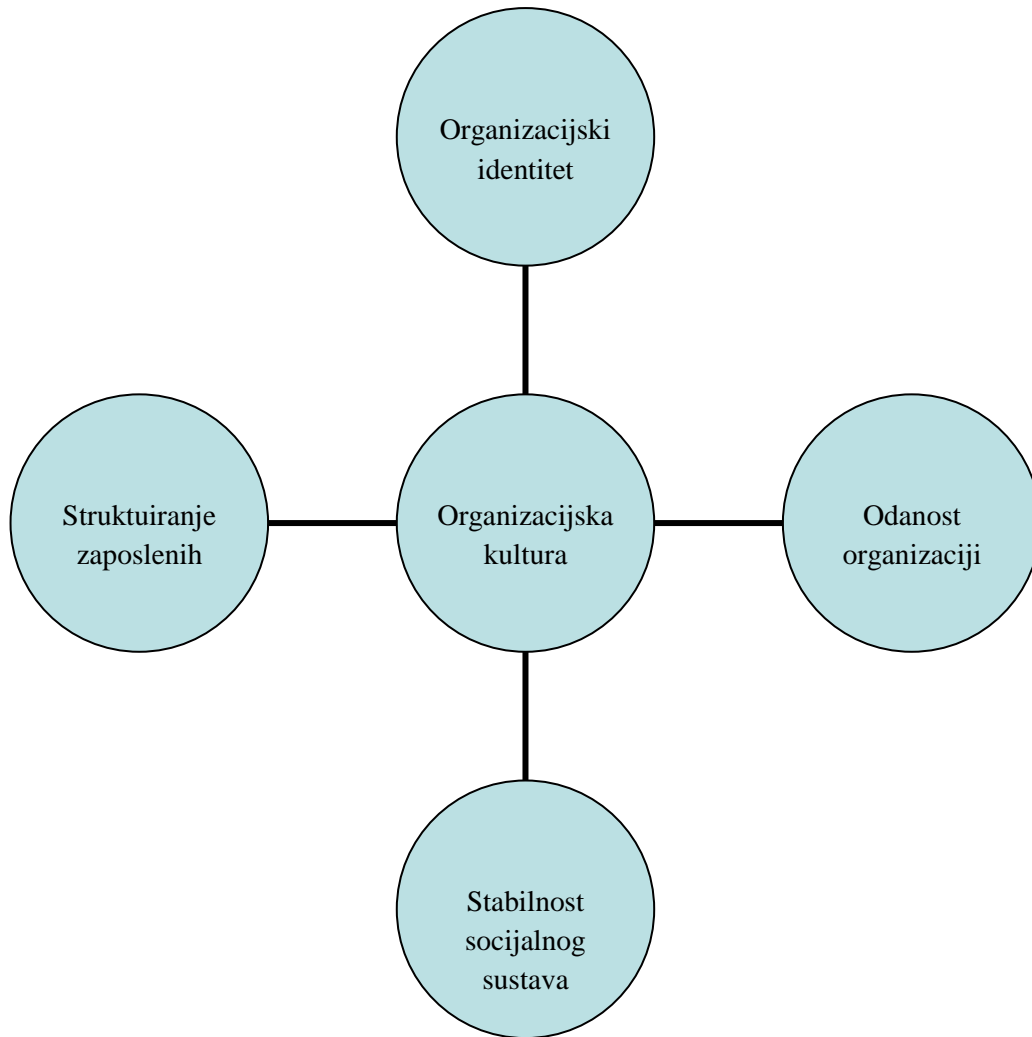 Organizacijski
identitet
Struktuiranje
zaposlenih
Organizacijska
kultura
Odanost
organizaciji
Stabilnost
socijalnog
sustava